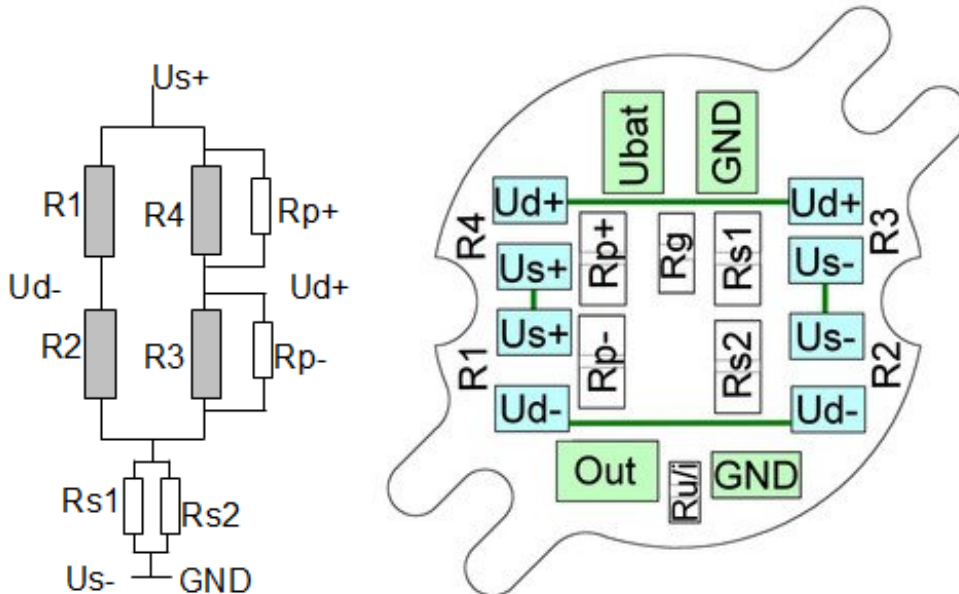 Us+
R1
R4
Rp+
Ud-
Ud+
R2
R3
Rp-
Rs1
Rs2
Us-
GND
Ubat
GND
Ud+
Ud+
R4
Rp+
Rg
Rs1
R3
Us+
Us-
Us+
Us-
R1
Rp-
Rs2
R2
Ud-
Ud-
Out
Ru/i
GND